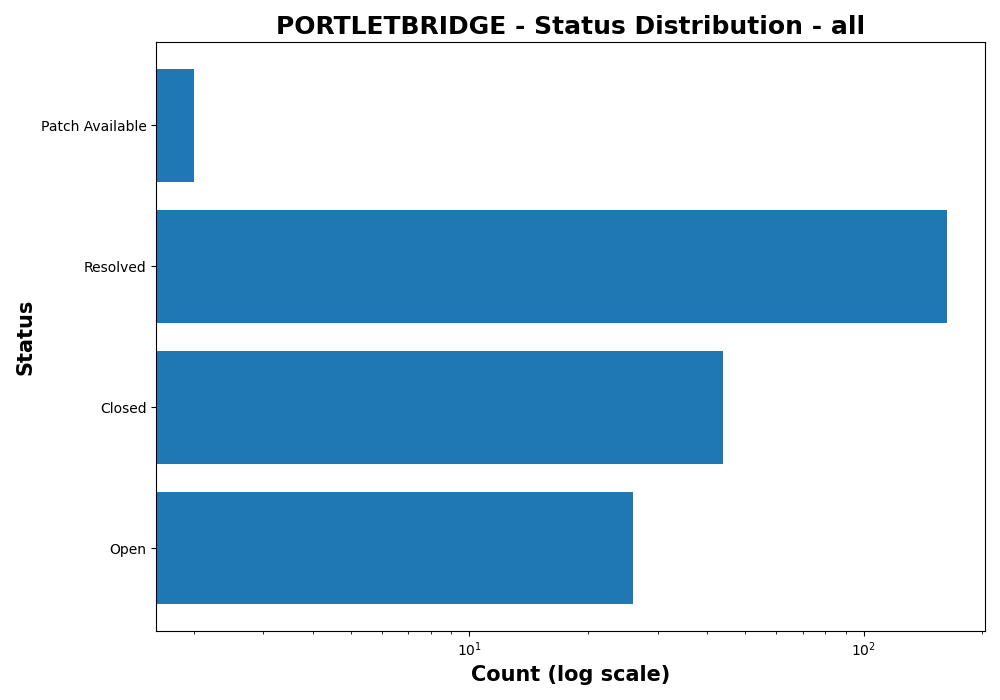 PORTLETBRIDGE - Status Distribution - all
Patch Available
Resolved
Closed
Open
Status
10¹
10²
Count (log scale)